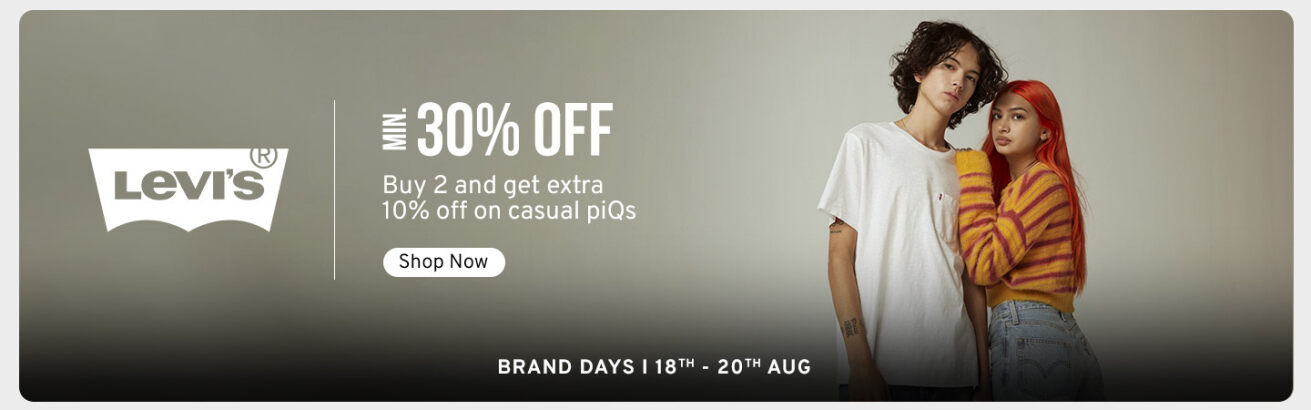 LEVI'S®
MIN. 30% OFF
Buy 2 and get extra
10% off on casual piQs
Shop Now
BRAND DAYS I 18TH - 20TH AUG